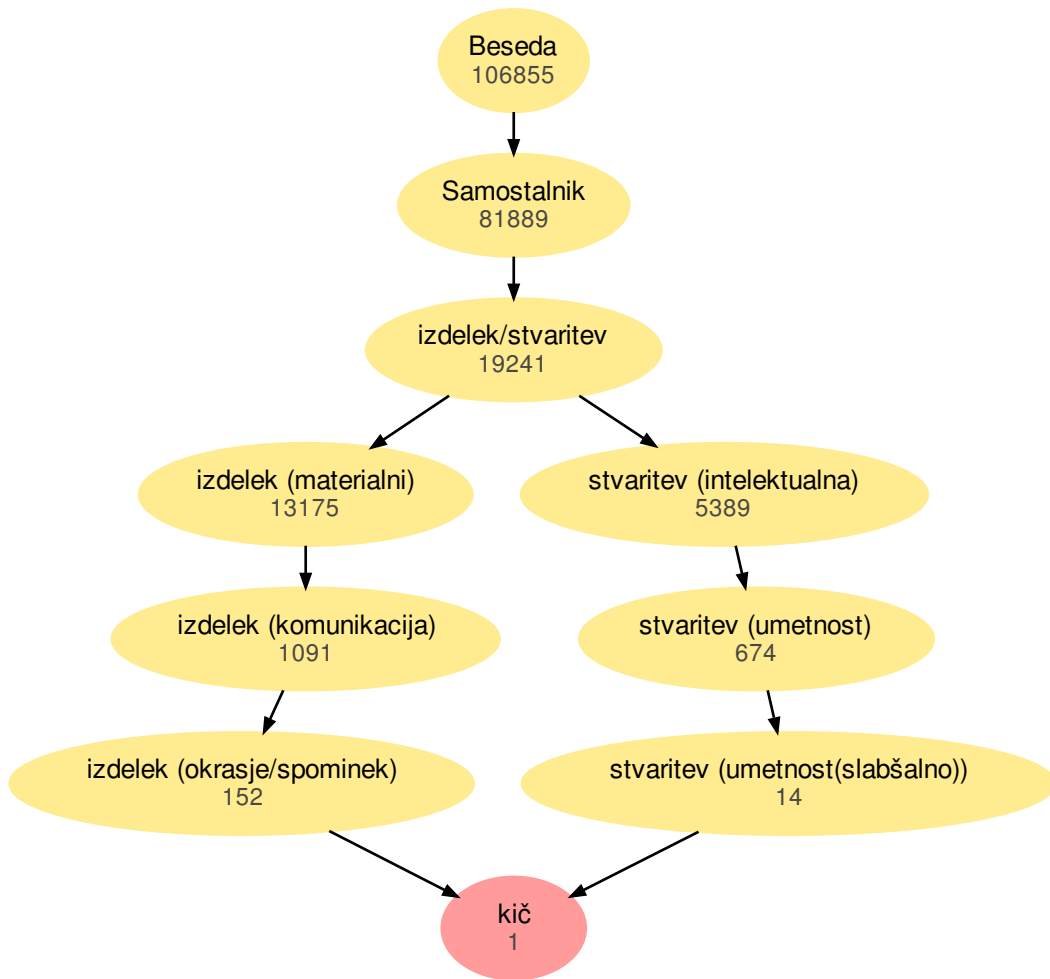 Beseda
106855
Samostalnik
81889
izdelek/stvaritev
19241
izdelek (materialni)
13175
stvaritev (intelektualna)
5389
izdelek (komunikacija)
1091
stvaritev (umetnost)
674
izdelek (okrasje/spominek)
152
stvaritev (umetnost(slabšalno))
14
kič
1